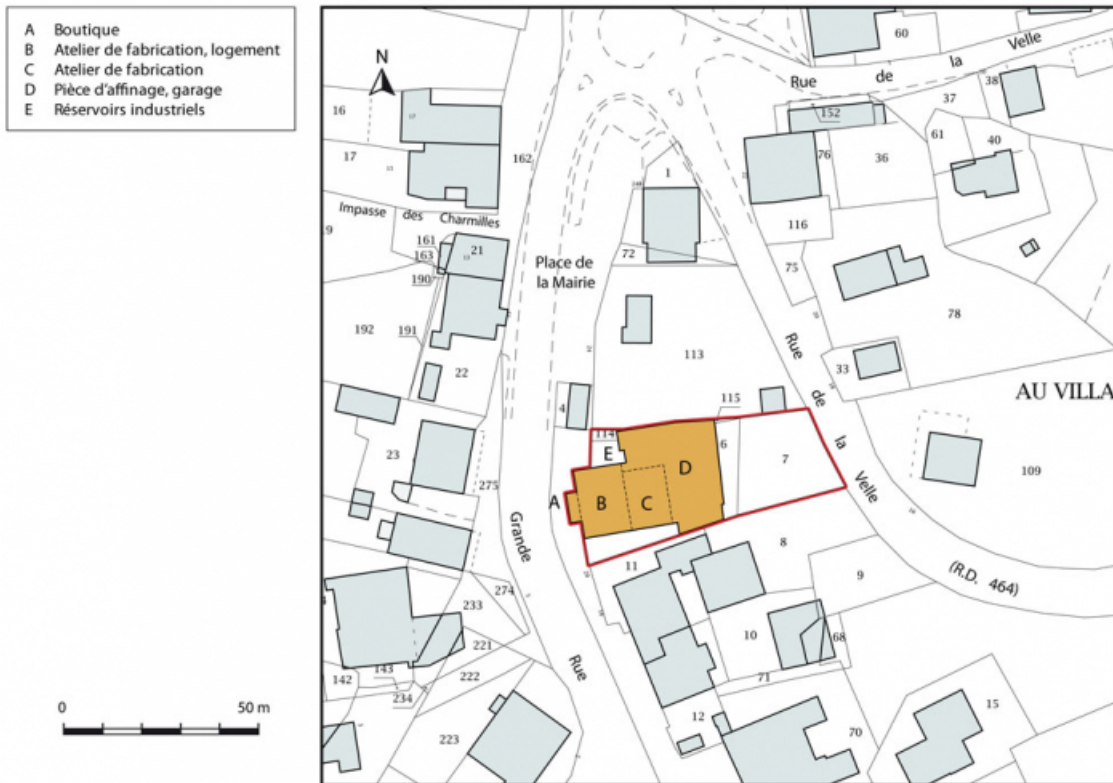 A Boutique
B Atelier de fabrication, logement
C Atelier de fabrication
D Pièce d'affinage, garage
E Réservoirs industriels
N
0 50 m
60
Rue de la Velle
38
37
152
16
17
162
76
36
61
40
1
Impasse des Charmilles
116
161
21
163
190
72
Place de
la Mairie
75
78
192
191
22
113
33
Rue de la Velle
AU VILLA
4
115
114
E
6
7
23
275
D
109
A
B
C
Grande Rue
8
11
9
(R.D. 464)
274
233
10
68
221
143
142
234
222
71
12
15
223
70